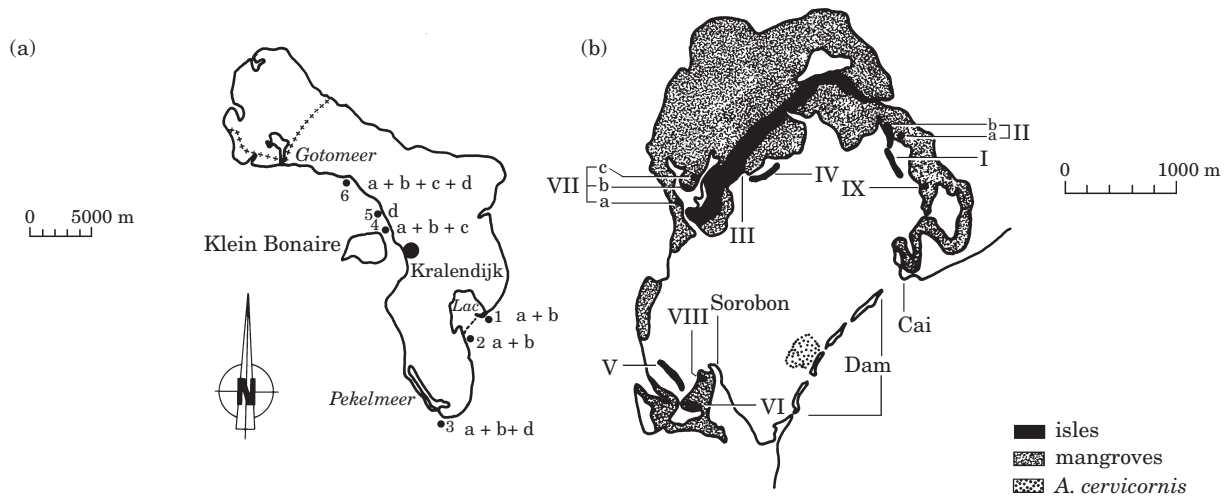 (a)
Gotomeer
6 a + b + c + d
5 d
4 a + b + c
0 5000 m
Klein Bonaire
Kralendijk
Lac
1 a + b
2 a + b
N
Pekelmeer
3 a + b+ d
(b)
b
a II
I
c
VII b
a
IV
IX
III
0 1000 m
Sorobon
VIII
Cai
V
Dam
VI
isles
mangroves
A. cervicornis